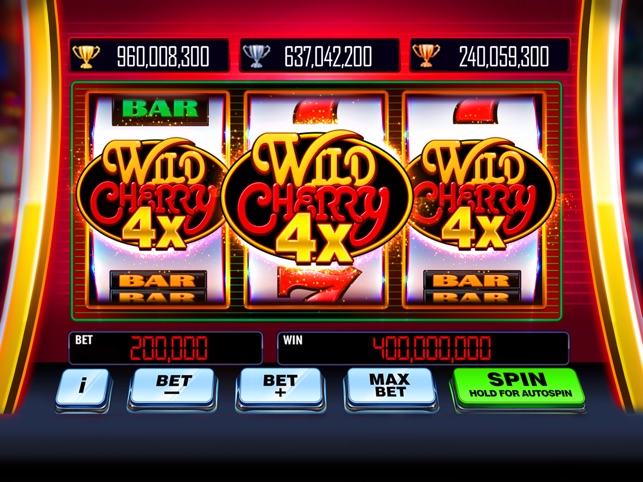 960,008,300 637,042,200 240,059,300
BAR
WILD CHERRY 4x
WILD CHERRY 4x
WILD CHERRY 4x
BAR
BAR
7
BAR
BAR
BET 200,000
WIN 400,000,000
i
BET −
BET +
MAX BET
SPIN
HOLD FOR AUTOSPIN